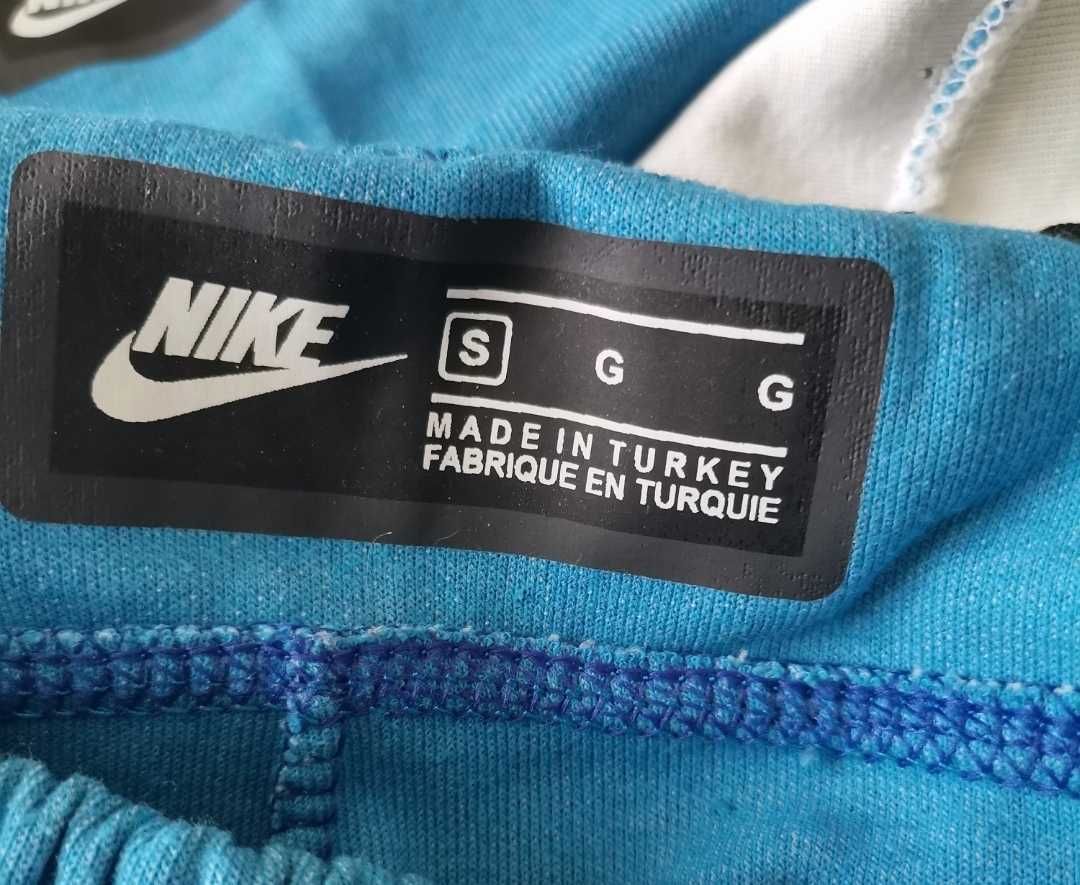 NIKE
S G G
MADE IN TURKEY
FABRIQUE EN TURQUIE